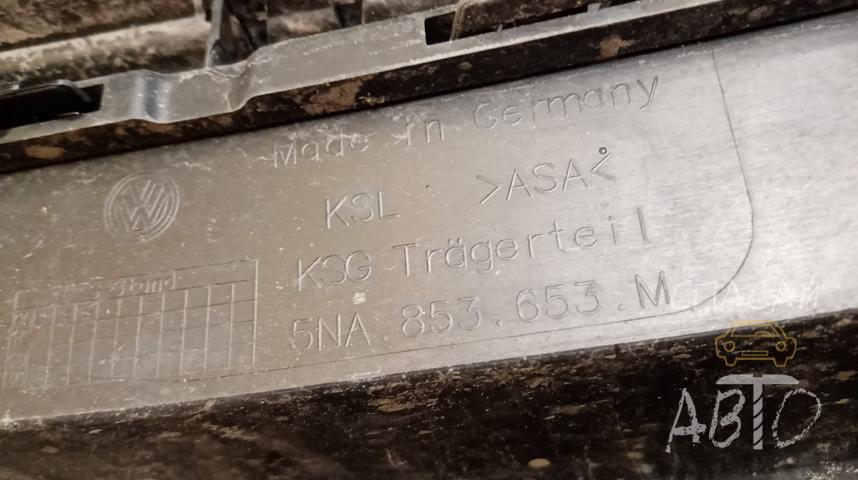 Made in Germany
KSL >ASA<
KSG Trägerteil
5NA.853.653.M
АВТО